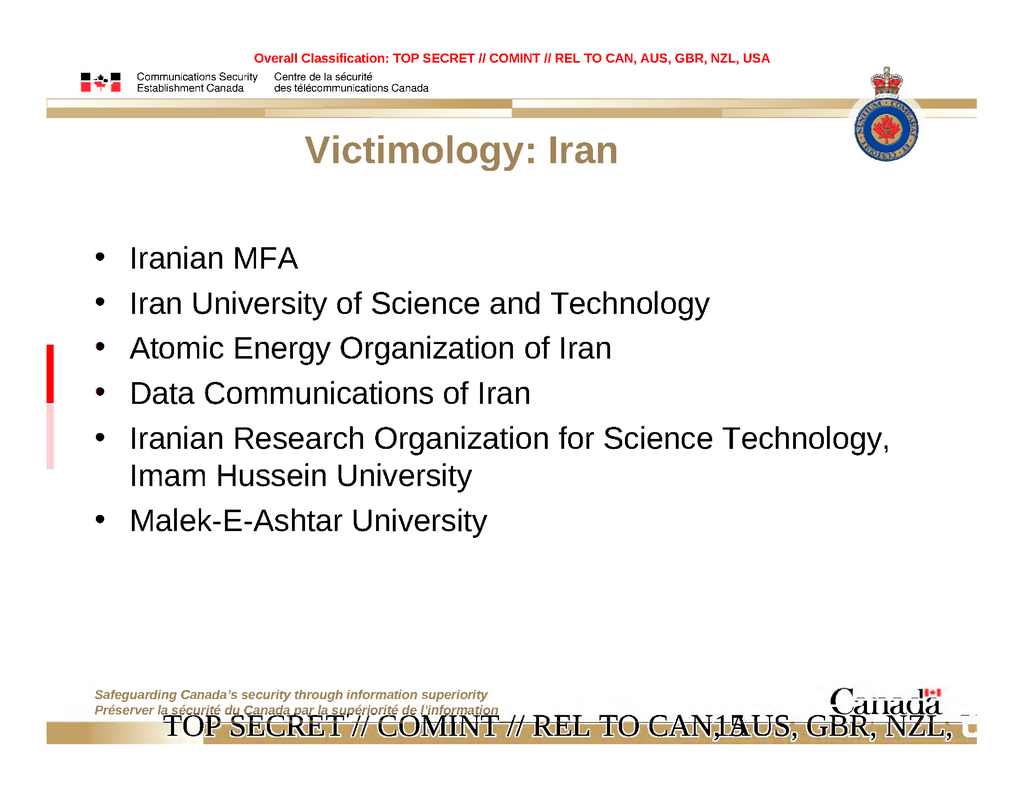 Overall Classification: TOP SECRET // COMINT // REL TO CAN, AUS, GBR, NZL, USA
Communications Security Centre de la sécurité
Establishment Canada des télécommunications Canada
Victimology: Iran
• Iranian MFA
• Iran University of Science and Technology
• Atomic Energy Organization of Iran
• Data Communications of Iran
• Iranian Research Organization for Science Technology,
Imam Hussein University
• Malek-E-Ashtar University
Safeguarding Canada's security through information superiority
Préserver la sécurité du Canada par la supériorité de l'information
Canada
TOP SECRET // COMINT // REL TO CAN, AUS, GBR, NZL,
15